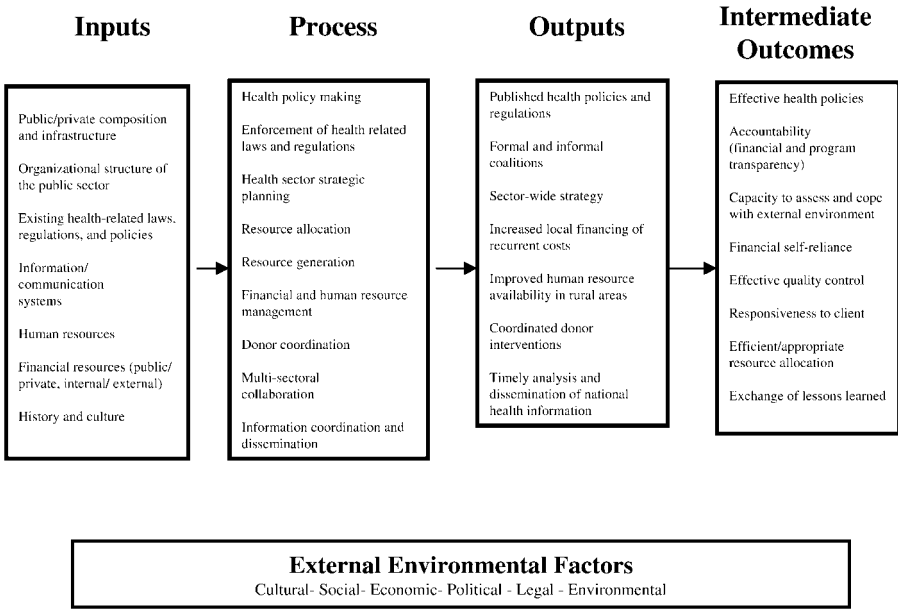 Inputs
Public/private composition
and infrastructure
Organizational structure of
the public sector
Existing health-related laws,
regulations, and policies
Information/
communication
systems
Human resources
Financial resources (public/
private, internal/ external)
History and culture
Process
Health policy making
Enforcement of health related
laws and regulations
Health sector strategic
planning
Resource allocation
Resource generation
Financial and human resource
management
Donor coordination
Multi-sectoral
collaboration
Information coordination and
dissemination
Outputs
Published health policies and
regulations
Formal and informal
coalitions
Sector-wide strategy
Increased local financing of
recurrent costs
Improved human resource
availability in rural areas
Coordinated donor
interventions
Timely analysis and
dissemination of national
health information
Intermediate
Outcomes
Effective health policies
Accountability
(financial and program
transparency)
Capacity to assess and cope
with external environment
Financial self-reliance
Effective quality control
Responsiveness to client
Efficient/appropriate
resource allocation
Exchange of lessons learned
External Environmental Factors
Cultural- Social- Economic- Political - Legal - Environmental